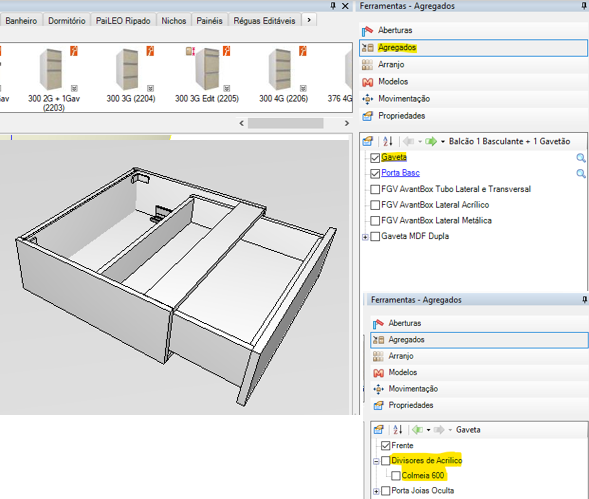 Banheiro Dormitório PaiLEO Ripado Nichos Painéis Réguas Editáveis
Gav
300 2G + 1Gav (2203)
300 3G (2204)
300 3G Edit (2205)
300 4G (2206)
376 4G
Ferramentas - Agregados
Aberturas
Agregados
Arranjo
Modelos
Movimentação
Propriedades
Balcão 1 Basculante + 1 Gavetão
Gaveta
Porta Basc
FGV AvantBox Tubo Lateral e Transversal
FGV AvantBox Lateral Acrílico
FGV AvantBox Lateral Metálica
Gaveta MDF Dupla
Ferramentas - Agregados
Aberturas
Agregados
Arranjo
Modelos
Movimentação
Propriedades
Gaveta
Frente
Divisores de Acrilico
Colmeia 600
Porta Joias Oculta